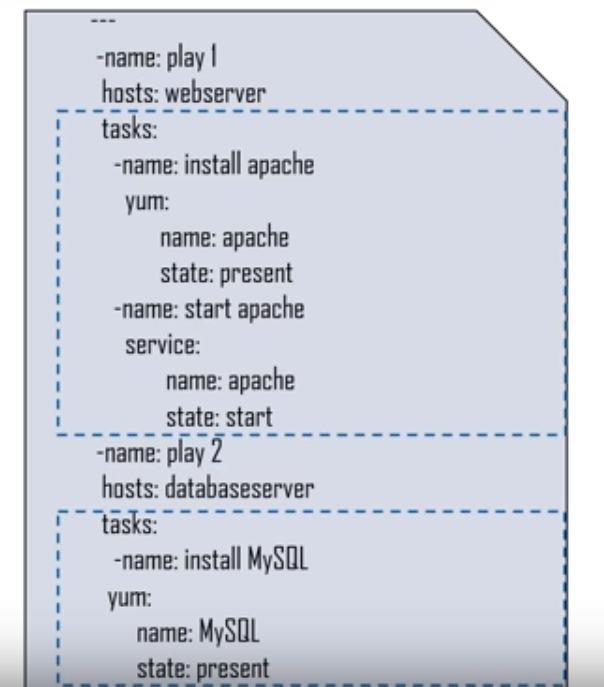 ---
-name: play 1
hosts: webserver
tasks:
-name: install apache
yum:
name: apache
state: present
-name: start apache
service:
name: apache
state: start
-name: play 2
hosts: databaseserver
tasks:
-name: install MySQL
yum:
name: MySQL
state: present